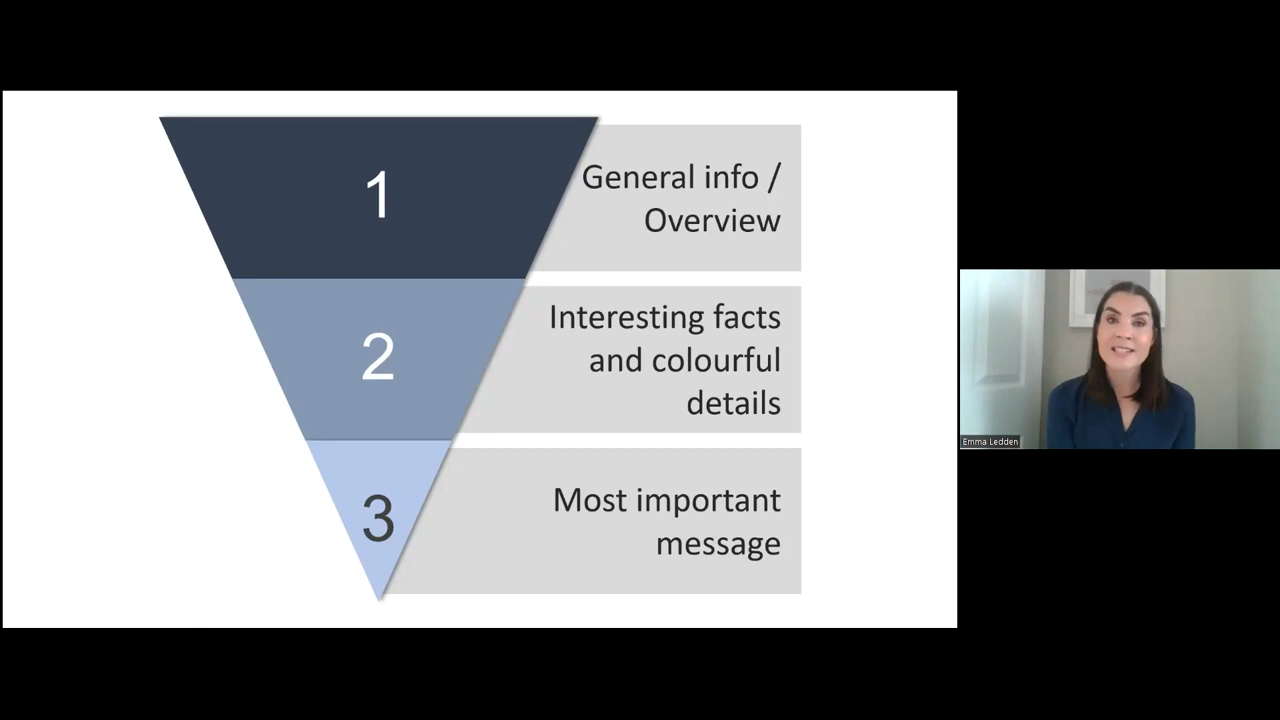 1
General info /
Overview
2
Interesting facts
and colourful
details
3
Most important
message
Emma Ledden